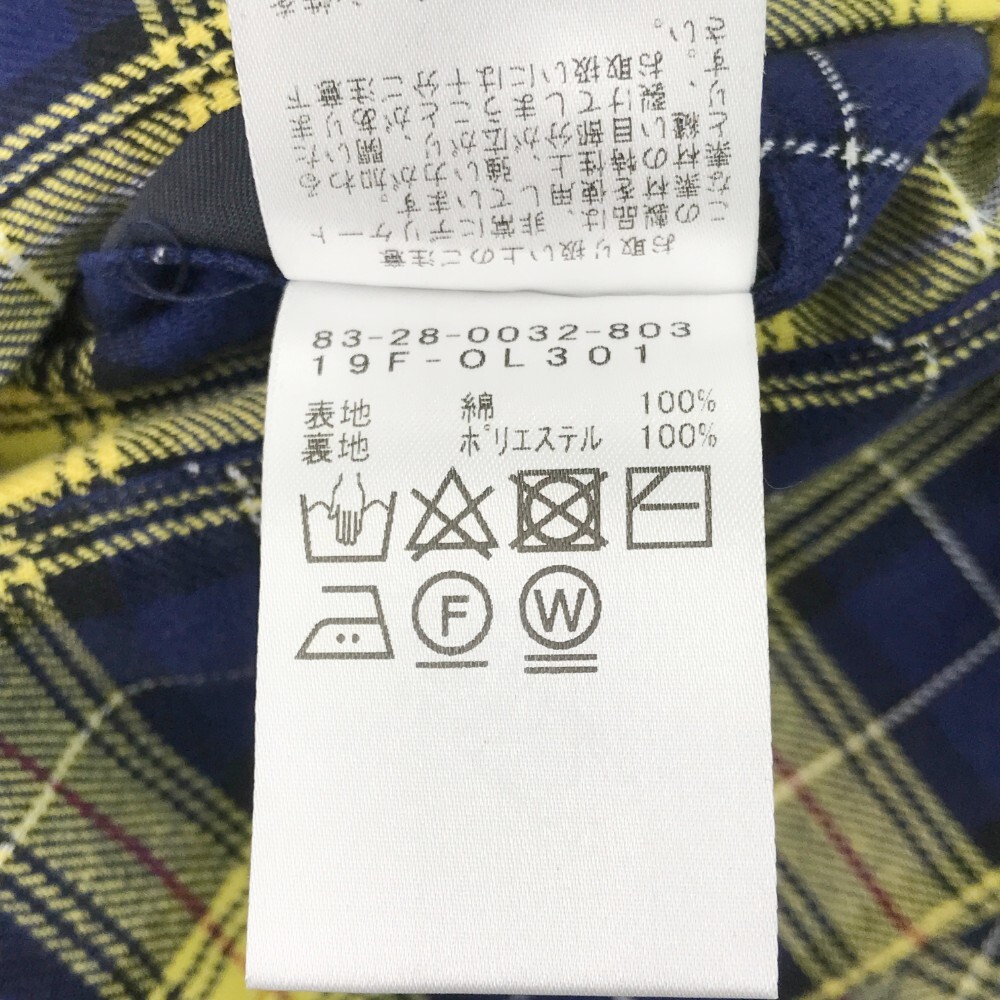 お取り扱い上のご注意
この製品は、非常にデリケート
な素材を使用しています。
素材の特性上、強い力が加わる
と、縫い目部分が広がり開いた
り、裂けてしまうことがありま
す。お取扱いには十分ご注意下
さい。
83-28-0032-803
19F-OL301
表地 綿 100%
裏地 ポリエステル 100%
F W